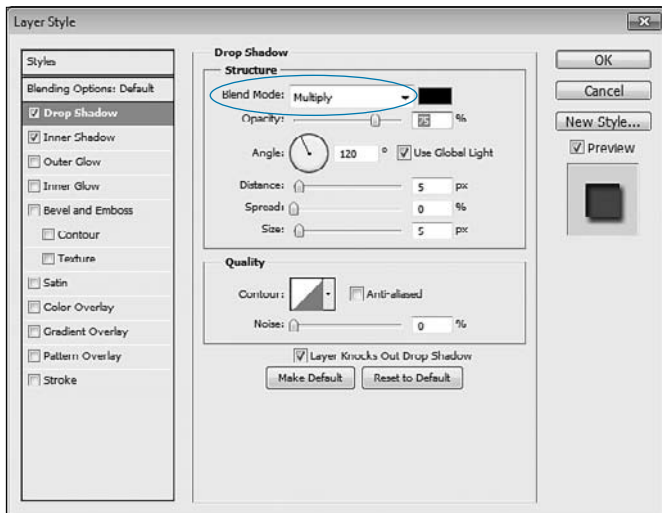 Layer Style
Styles
Blending Options: Default
Drop Shadow
Inner Shadow
Outer Glow
Inner Glow
Bevel and Emboss
Contour
Texture
Satin
Color Overlay
Gradient Overlay
Pattern Overlay
Stroke
Drop Shadow
Structure
Blend Mode: Multiply
Opacity: 75 %
Angle: 120 ° Use Global Light
Distance: 5 px
Spread: 0 %
Size: 5 px
Quality
Contour: Anti-aliased
Noise: 0 %
Layer Knocks Out Drop Shadow
Make Default Reset to Default
OK
Cancel
New Style...
Preview